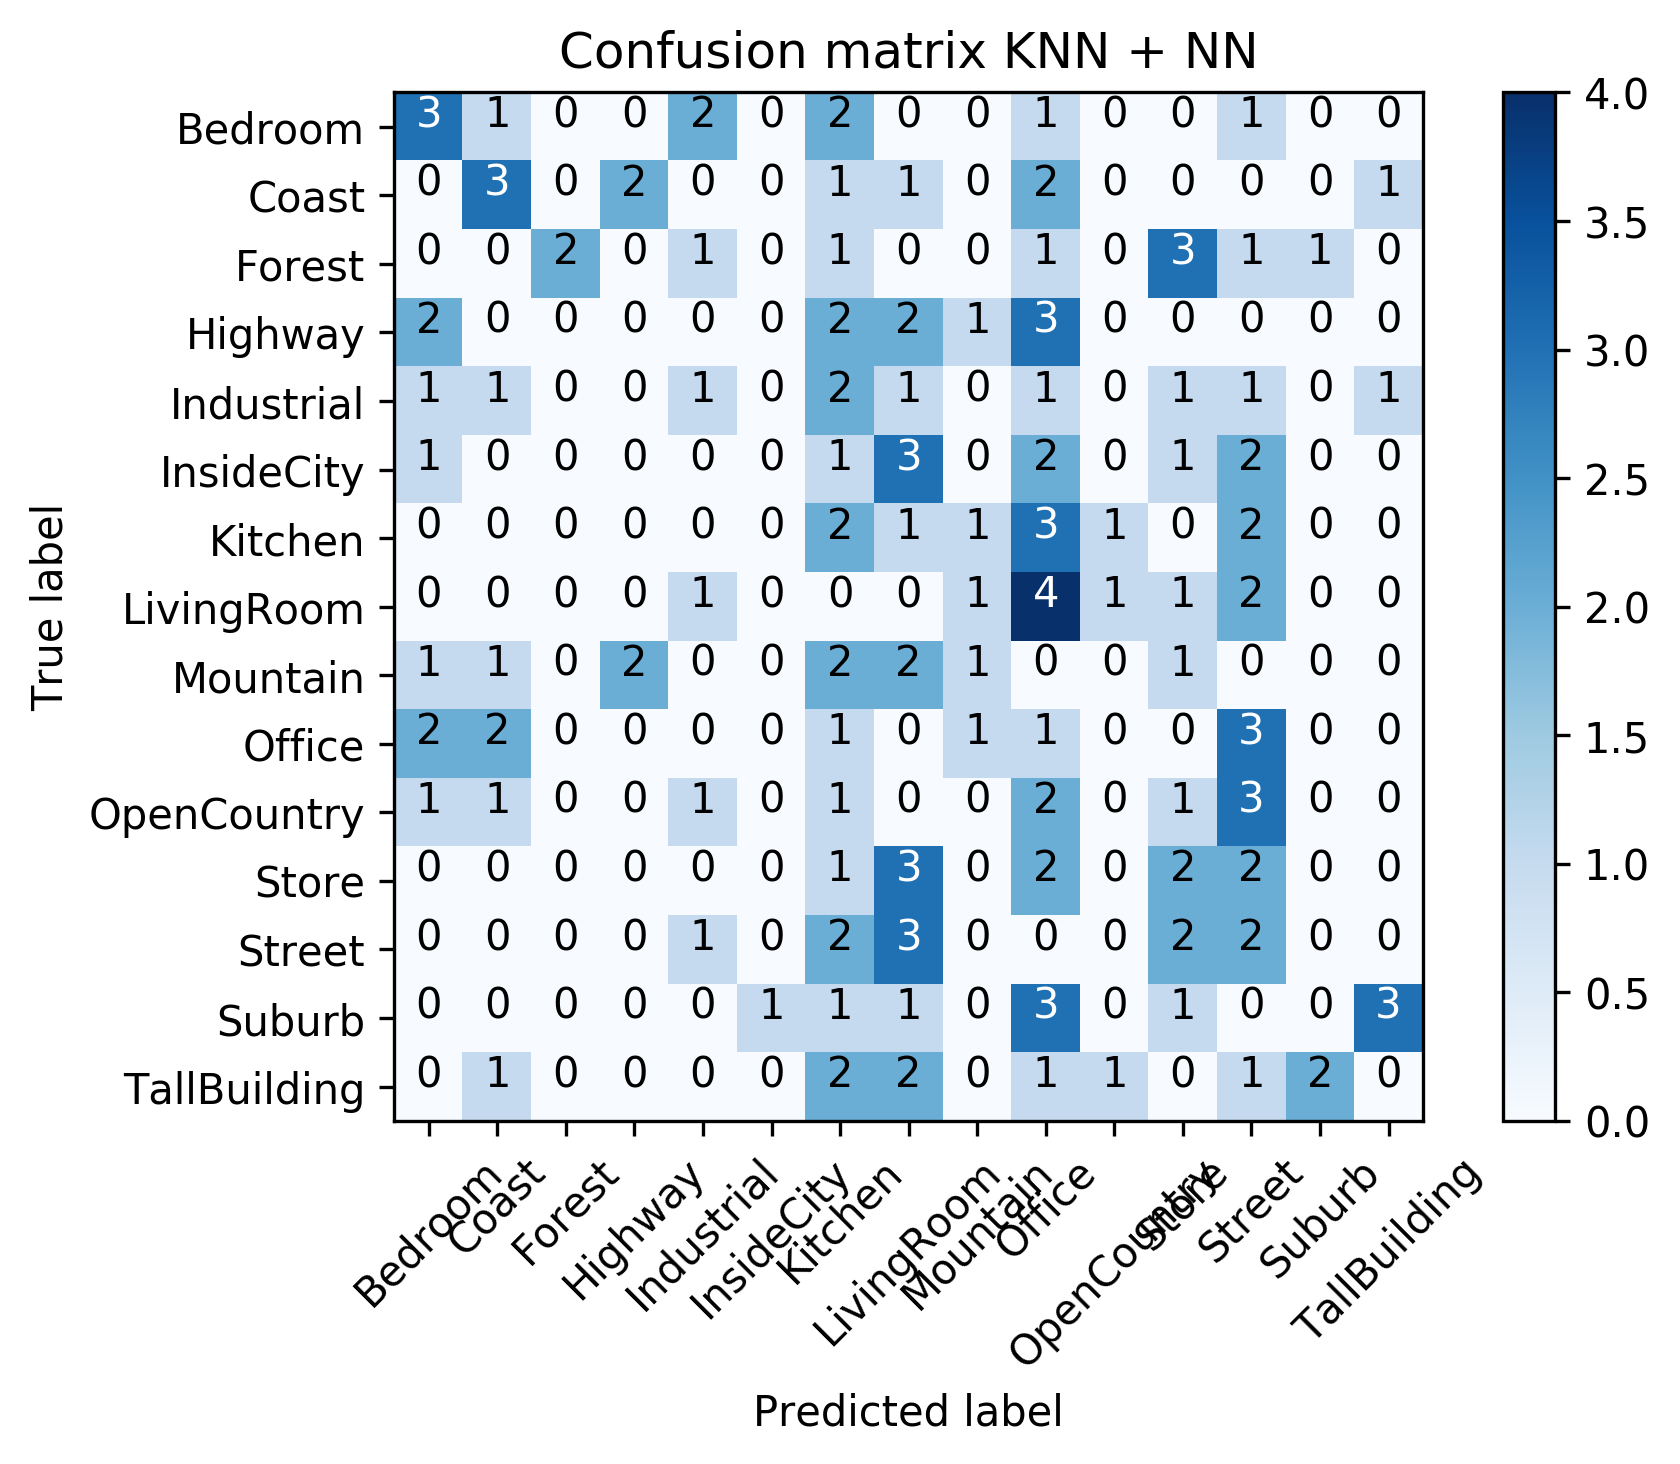 Confusion matrix KNN + NN
Bedroom 3 1 0 0 2 0 2 0 0 1 0 0 1 0 0
Coast 0 3 0 2 0 0 1 1 0 2 0 0 0 0 1
Forest 0 0 2 0 1 0 1 0 0 1 0 3 1 1 0
Highway 2 0 0 0 0 0 2 2 1 3 0 0 0 0 0
Industrial 1 1 0 0 1 0 2 1 0 1 0 1 1 0 1
InsideCity 1 0 0 0 0 0 1 3 0 2 0 1 2 0 0
Kitchen 0 0 0 0 0 0 2 1 1 3 1 0 2 0 0
LivingRoom 0 0 0 0 1 0 0 0 1 4 1 1 2 0 0
Mountain 1 1 0 2 0 0 2 2 1 0 0 1 0 0 0
Office 2 2 0 0 0 0 1 0 1 1 0 0 3 0 0
OpenCountry 1 1 0 0 1 0 1 0 0 2 0 1 3 0 0
Store 0 0 0 0 0 0 1 3 0 2 0 2 2 0 0
Street 0 0 0 0 1 0 2 3 0 0 0 2 2 0 0
Suburb 0 0 0 0 0 1 1 1 0 3 0 1 0 0 3
TallBuilding 0 1 0 0 0 0 2 2 0 1 1 0 1 2 0
True label
Bedroom
Coast
Forest
Highway
Industrial
InsideCity
Kitchen
LivingRoom
Mountain
Office
OpenCountry
Store
Street
Suburb
TallBuilding
Predicted label
4.0
3.5
3.0
2.5
2.0
1.5
1.0
0.5
0.0